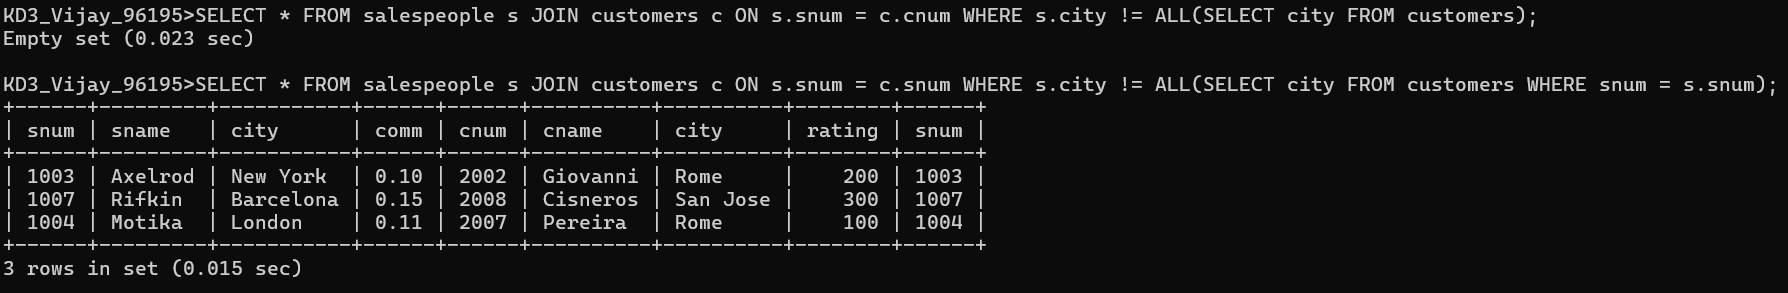 KD3_Vijay_96195>SELECT * FROM salespeople s JOIN customers c ON s.snum = c.cnum WHERE s.city != ALL(SELECT city FROM customers);
Empty set (0.023 sec)

KD3_Vijay_96195>SELECT * FROM salespeople s JOIN customers c ON s.snum = c.snum WHERE s.city != ALL(SELECT city FROM customers WHERE snum = s.snum);
+------+---------+-----------+------+------+----------+----------+--------+------+
| snum | sname   | city      | comm | cnum | cname    | city     | rating | snum |
+------+---------+-----------+------+------+----------+----------+--------+------+
| 1003 | Axelrod | New York  | 0.10 | 2002 | Giovanni | Rome     |    200 | 1003 |
| 1007 | Rifkin  | Barcelona | 0.15 | 2008 | Cisneros | San Jose |    300 | 1007 |
| 1004 | Motika  | London    | 0.11 | 2007 | Pereira  | Rome     |    100 | 1004 |
+------+---------+-----------+------+------+----------+----------+--------+------+
3 rows in set (0.015 sec)